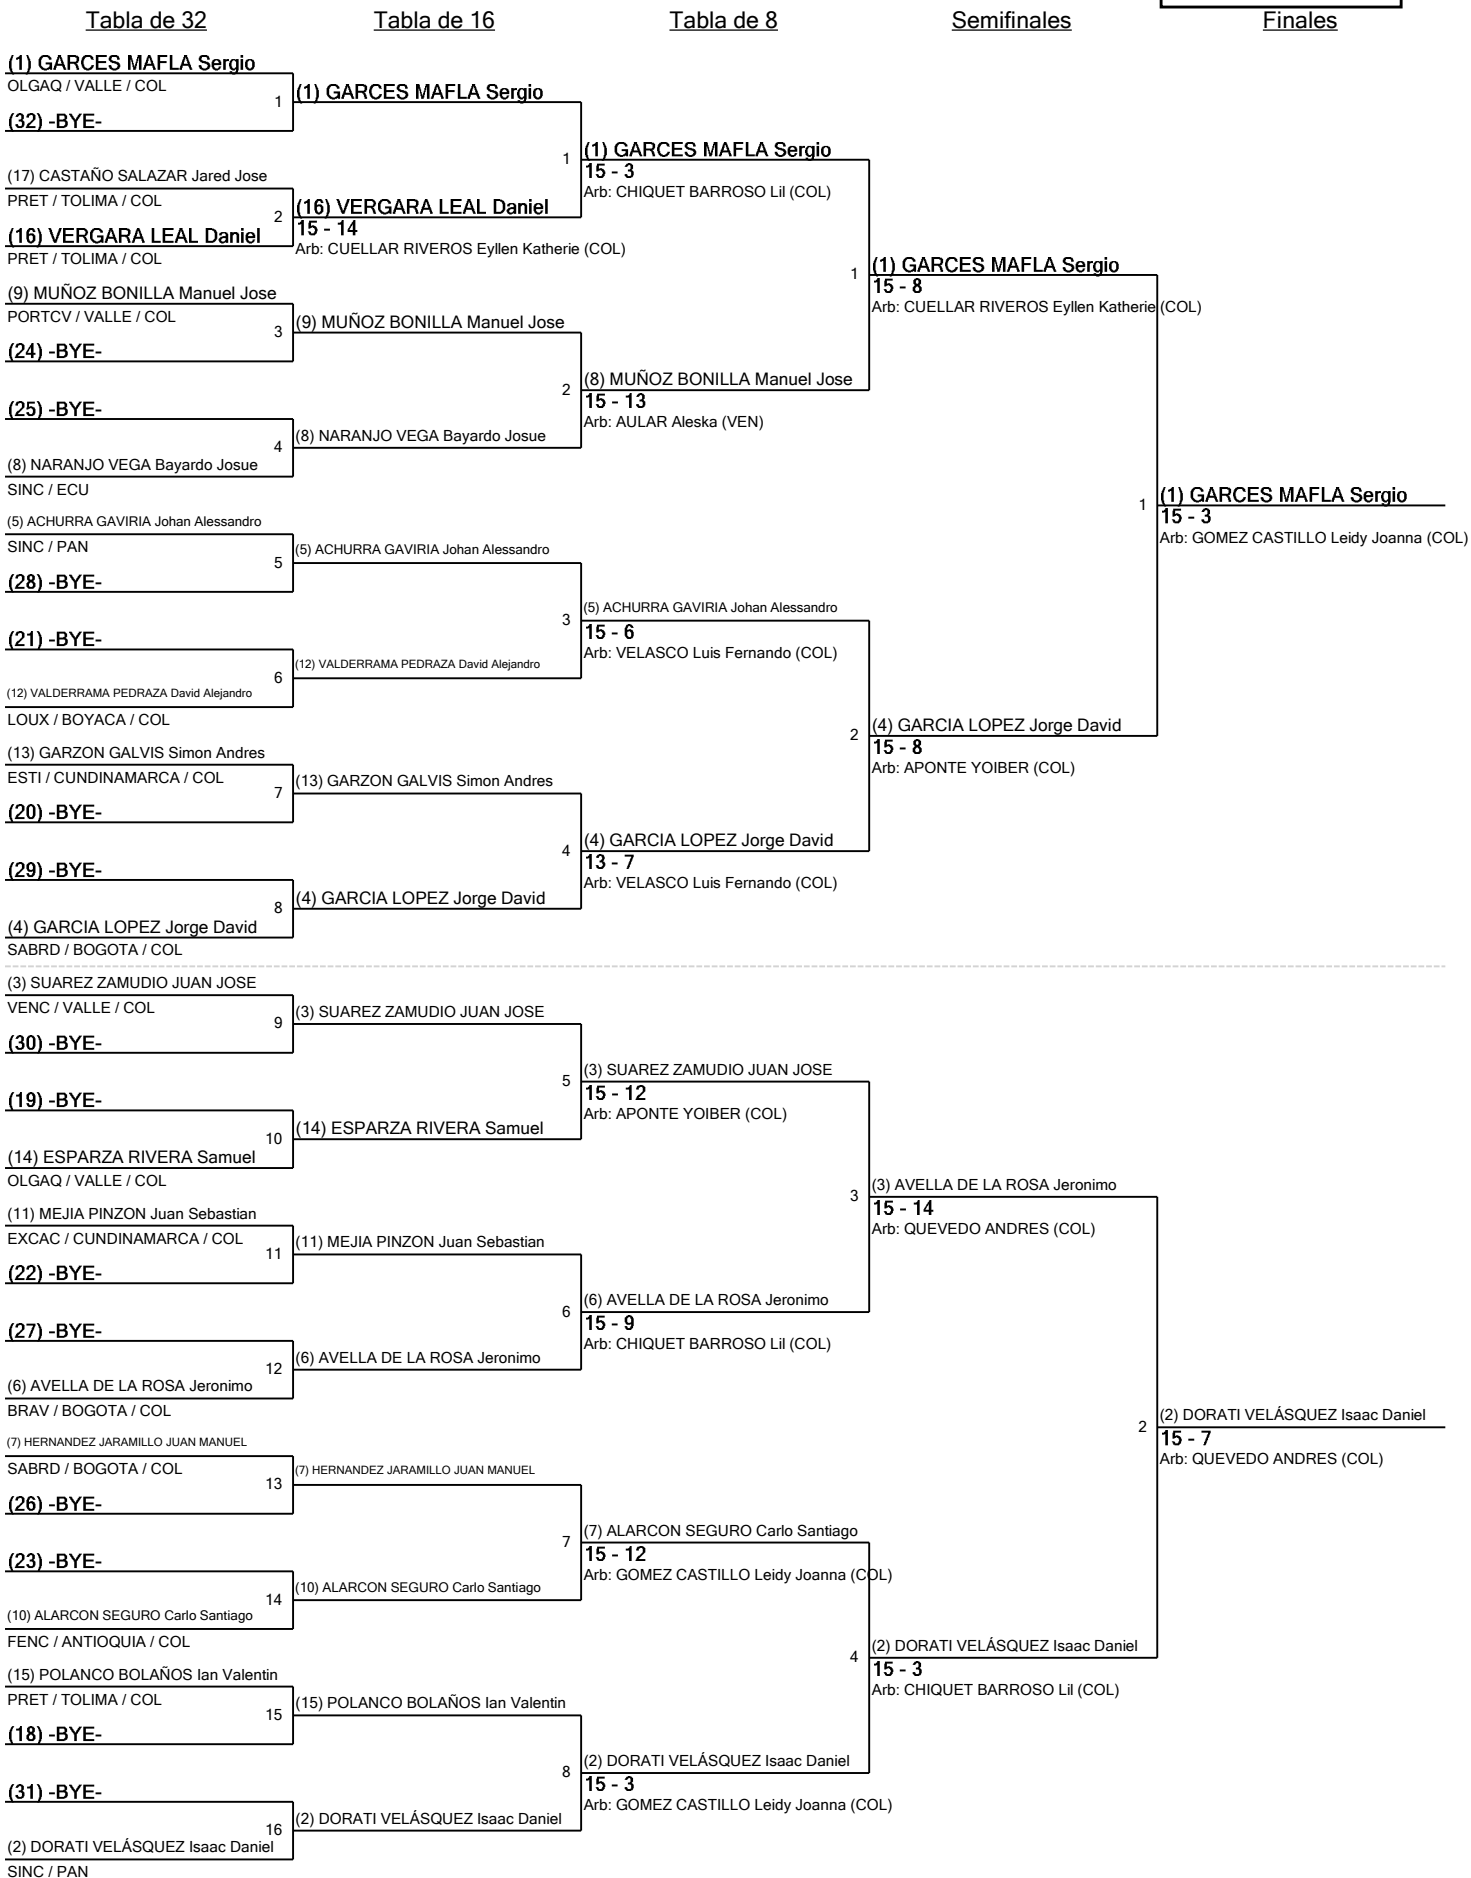 Tabla de 32
Tabla de 16
Tabla de 8
Semifinales
Finales
(1) GARCES MAFLA Sergio
OLGAQ / VALLE / COL
1
(32) -BYE-
(17) CASTAÑO SALAZAR Jared Jose
PRET / TOLIMA / COL
2
(16) VERGARA LEAL Daniel
PRET / TOLIMA / COL
(9) MUÑOZ BONILLA Manuel Jose
PORTCV / VALLE / COL
3
(24) -BYE-
(25) -BYE-
4
(8) NARANJO VEGA Bayardo Josue
SINC / ECU
(5) ACHURRA GAVIRIA Johan Alessandro
SINC / PAN
5
(28) -BYE-
(21) -BYE-
6
(12) VALDERRAMA PEDRAZA David Alejandro
LOUX / BOYACA / COL
(13) GARZON GALVIS Simon Andres
ESTI / CUNDINAMARCA / COL
7
(20) -BYE-
(29) -BYE-
8
(4) GARCIA LOPEZ Jorge David
SABRD / BOGOTA / COL
(3) SUAREZ ZAMUDIO JUAN JOSE
VENC / VALLE / COL
9
(30) -BYE-
(19) -BYE-
10
(14) ESPARZA RIVERA Samuel
OLGAQ / VALLE / COL
(11) MEJIA PINZON Juan Sebastian
EXCAC / CUNDINAMARCA / COL
11
(22) -BYE-
(27) -BYE-
12
(6) AVELLA DE LA ROSA Jeronimo
BRAV / BOGOTA / COL
(7) HERNANDEZ JARAMILLO JUAN MANUEL
SABRD / BOGOTA / COL
13
(26) -BYE-
(23) -BYE-
14
(10) ALARCON SEGURO Carlo Santiago
FENC / ANTIOQUIA / COL
(15) POLANCO BOLAÑOS Ian Valentin
PRET / TOLIMA / COL
15
(18) -BYE-
(31) -BYE-
16
(2) DORATI VELÁSQUEZ Isaac Daniel
SINC / PAN
(1) GARCES MAFLA Sergio
1
(16) VERGARA LEAL Daniel
15 - 14
Arb: CUELLAR RIVEROS Eyllen Katherie (COL)
(9) MUÑOZ BONILLA Manuel Jose
2
(8) NARANJO VEGA Bayardo Josue
(5) ACHURRA GAVIRIA Johan Alessandro
3
(12) VALDERRAMA PEDRAZA David Alejandro
(13) GARZON GALVIS Simon Andres
4
(4) GARCIA LOPEZ Jorge David
(3) SUAREZ ZAMUDIO JUAN JOSE
5
(14) ESPARZA RIVERA Samuel
(11) MEJIA PINZON Juan Sebastian
6
(6) AVELLA DE LA ROSA Jeronimo
(7) HERNANDEZ JARAMILLO JUAN MANUEL
7
(10) ALARCON SEGURO Carlo Santiago
(15) POLANCO BOLAÑOS Ian Valentin
8
(2) DORATI VELÁSQUEZ Isaac Daniel
(1) GARCES MAFLA Sergio
15 - 3
Arb: CHIQUET BARROSO Lil (COL)
1
(8) MUÑOZ BONILLA Manuel Jose
15 - 13
Arb: AULAR Aleska (VEN)
(5) ACHURRA GAVIRIA Johan Alessandro
15 - 6
Arb: VELASCO Luis Fernando (COL)
2
(4) GARCIA LOPEZ Jorge David
13 - 7
Arb: VELASCO Luis Fernando (COL)
(3) SUAREZ ZAMUDIO JUAN JOSE
15 - 12
Arb: APONTE YOIBER (COL)
3
(6) AVELLA DE LA ROSA Jeronimo
15 - 9
Arb: CHIQUET BARROSO Lil (COL)
(7) ALARCON SEGURO Carlo Santiago
15 - 12
Arb: GOMEZ CASTILLO Leidy Joanna (COL)
4
(2) DORATI VELÁSQUEZ Isaac Daniel
15 - 3
Arb: GOMEZ CASTILLO Leidy Joanna (COL)
(1) GARCES MAFLA Sergio
15 - 8
Arb: CUELLAR RIVEROS Eyllen Katherie (COL)
1
(4) GARCIA LOPEZ Jorge David
15 - 8
Arb: APONTE YOIBER (COL)
(3) AVELLA DE LA ROSA Jeronimo
15 - 14
Arb: QUEVEDO ANDRES (COL)
2
(2) DORATI VELÁSQUEZ Isaac Daniel
15 - 3
Arb: CHIQUET BARROSO Lil (COL)
(1) GARCES MAFLA Sergio
15 - 3
Arb: GOMEZ CASTILLO Leidy Joanna (COL)
(2) DORATI VELÁSQUEZ Isaac Daniel
15 - 7
Arb: QUEVEDO ANDRES (COL)